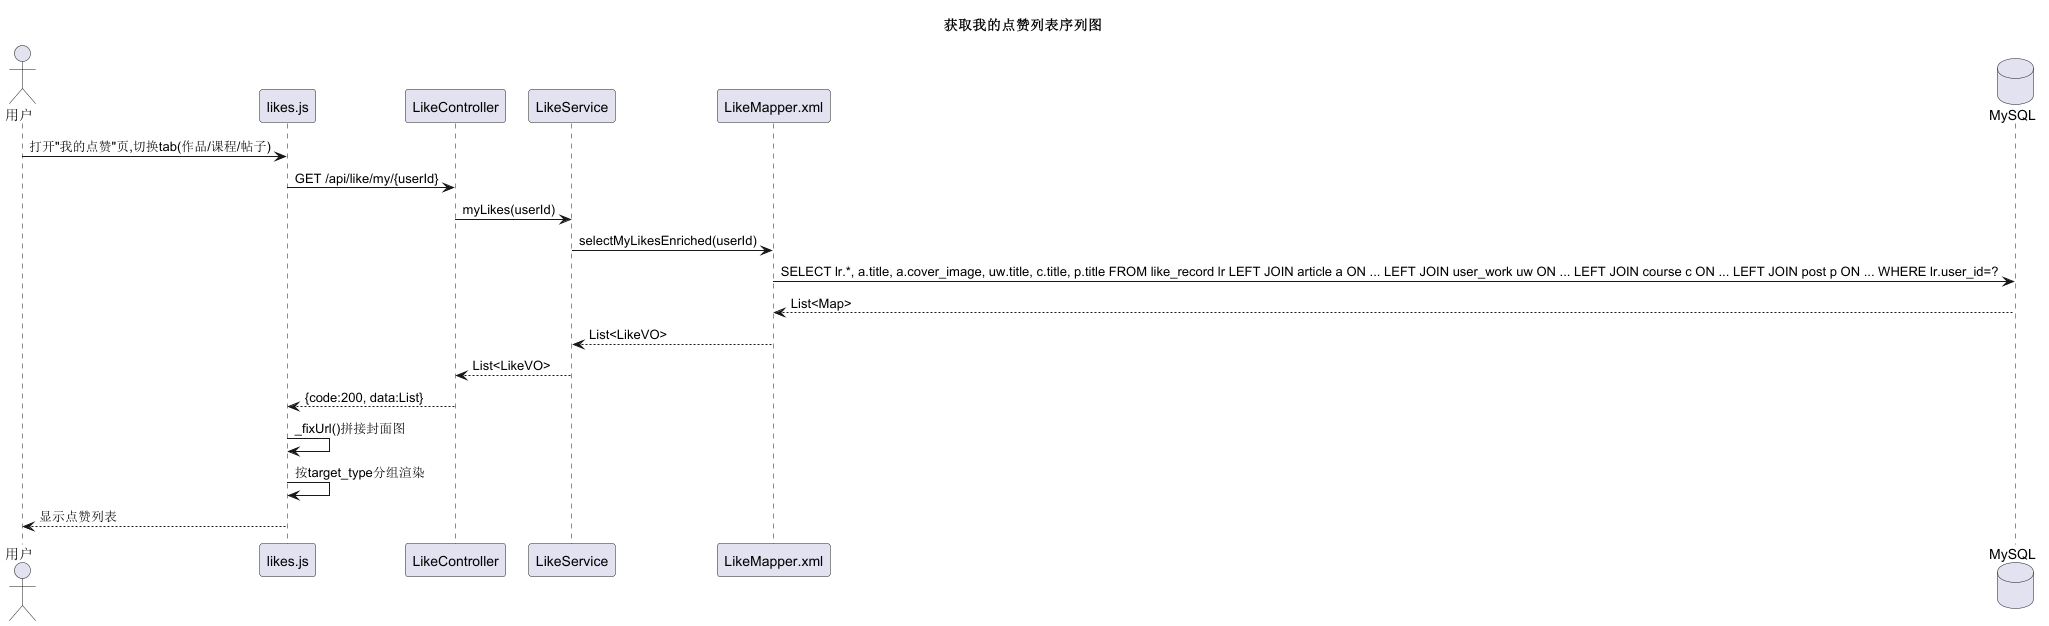 获取我的点赞列表序列图
用户
likes.js
LikeController
LikeService
LikeMapper.xml
MySQL
打开"我的点赞"页,切换tab(作品/课程/帖子)
GET /api/like/my/{userId}
myLikes(userId)
selectMyLikesEnriched(userId)
SELECT lr.*, a.title, a.cover_image, uw.title, c.title, p.title FROM like_record lr LEFT JOIN article a ON ... LEFT JOIN user_work uw ON ... LEFT JOIN course c ON ... LEFT JOIN post p ON ... WHERE lr.user_id=?
List<Map>
List<LikeVO>
List<LikeVO>
{code:200, data:List}
_fixUrl()拼接封面图
按target_type分组渲染
显示点赞列表
用户
likes.js
LikeController
LikeService
LikeMapper.xml
MySQL